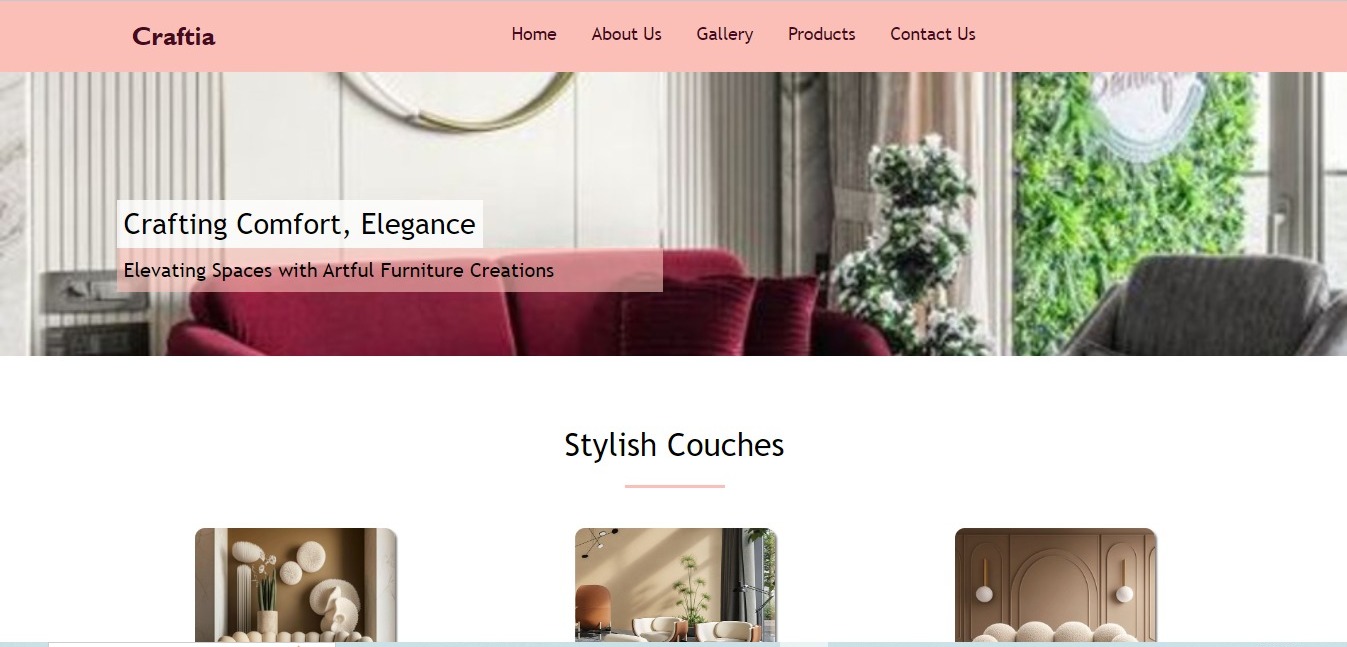 Craftia
Home About Us Gallery Products Contact Us
Crafting Comfort, Elegance
Elevating Spaces with Artful Furniture Creations
Stylish Couches